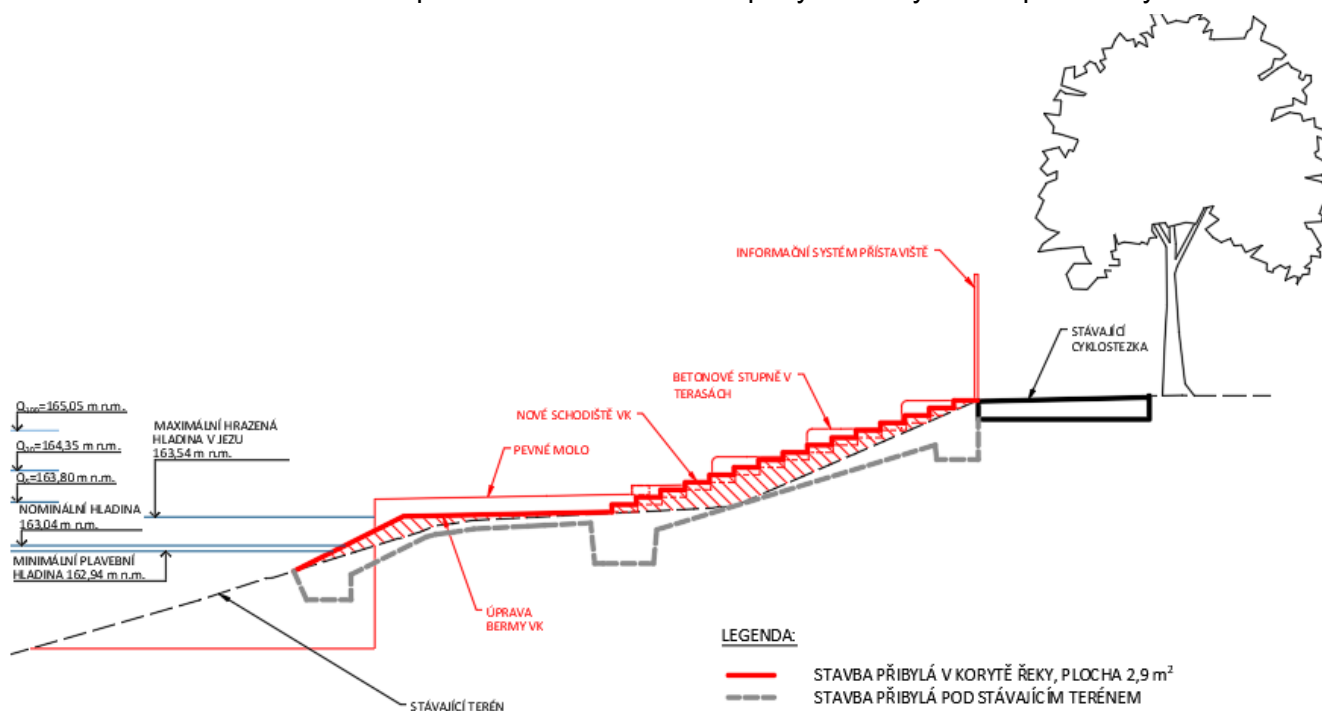 INFORMAČNÍ SYSTÉM PŘÍSTAVIŠTĚ
STÁVAJÍCÍ
CYKLOSTEZKA
BETONOVÉ STUPNĚ V
TERASÁCH
NOVÉ SCHODIŠTĚ VK
PEVNÉ MOLO
Q₁₀₀=165,05 m n.m.
MAXIMÁLNÍ HRAZENÁ
HLADINA V JEZU
163,54 m n.m.
=164,35 m n.m.
=163,80 m n.m.
NOMINÁLNÍ HLADINA
163,04 m n.m.
MINIMÁLNÍ PLAVEBNÍ
HLADINA 162,94 m n.m.
ÚPRAVA
BERMY VK
STÁVAJÍCÍ TERÉN
LEGENDA:
STAVBA PŘIBYLÁ V KORYTĚ ŘEKY, PLOCHA 2,9 m²
STAVBA PŘIBYLÁ POD STÁVAJÍCÍM TERÉNEM